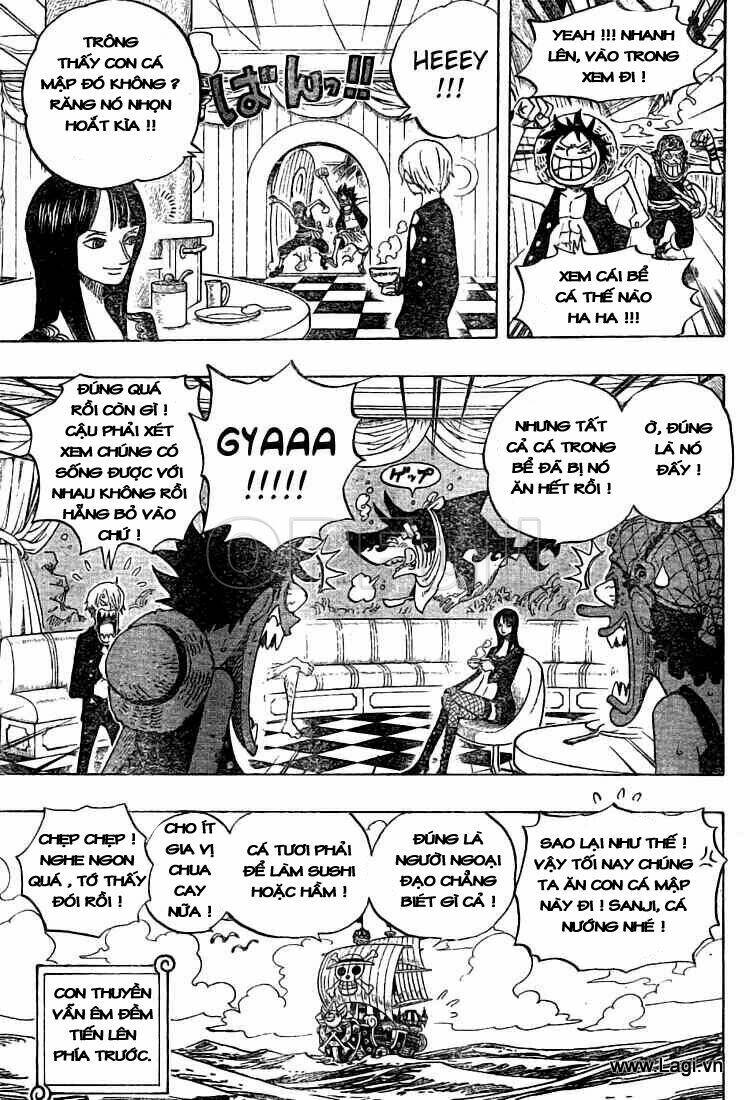 YEAH !!! NHANH
LÊN, VÀO TRONG
XEM ĐI !
XEM CÁI BỂ
CÁ THẾ NÀO
HA HA !!!
HEEEY
!!!
ばんっ!!
TRÔNG
THẤY CON CÁ
MẬP ĐÓ KHÔNG ?
RĂNG NÓ NHỌN
HOẮT KÌA !!
Ờ, ĐÚNG
LÀ NÓ
ĐẤY !
NHƯNG TẤT
CẢ CÁ TRONG
BỂ ĐÃ BỊ NÓ
ĂN HẾT RỒI !
ゲップ
GYAAA
!!!!!
ĐÚNG QUÁ
RỒI CÒN GÌ !
CẬU PHẢI XÉT
XEM CHÚNG CÓ
SỐNG ĐƯỢC VỚI
NHAU KHÔNG RỒI
HẴNG BỎ VÀO
CHỨ !
SAO LẠI NHƯ THẾ !
VẬY TỐI NAY CHÚNG
TA ĂN CON CÁ MẬP
NÀY ĐI ! SANJI, CÁ
NƯỚNG NHÉ !
ĐÚNG LÀ
NGƯỜI NGOẠI
ĐẠO CHẲNG
BIẾT GÌ CẢ !
CÁ TƯƠI PHẢI
ĐỂ LÀM SUSHI
HOẶC HẦM !
CHO ÍT
GIA VỊ
CHUA
CAY
NỮA !
CHẸP CHẸP !
NGHE NGON
QUÁ , TỚ THẤY
ĐÓI RỒI !
CON THUYỀN
VẪN ÊM ĐỀM
TIẾN LÊN
PHÍA TRƯỚC.
www.Lagi.vn